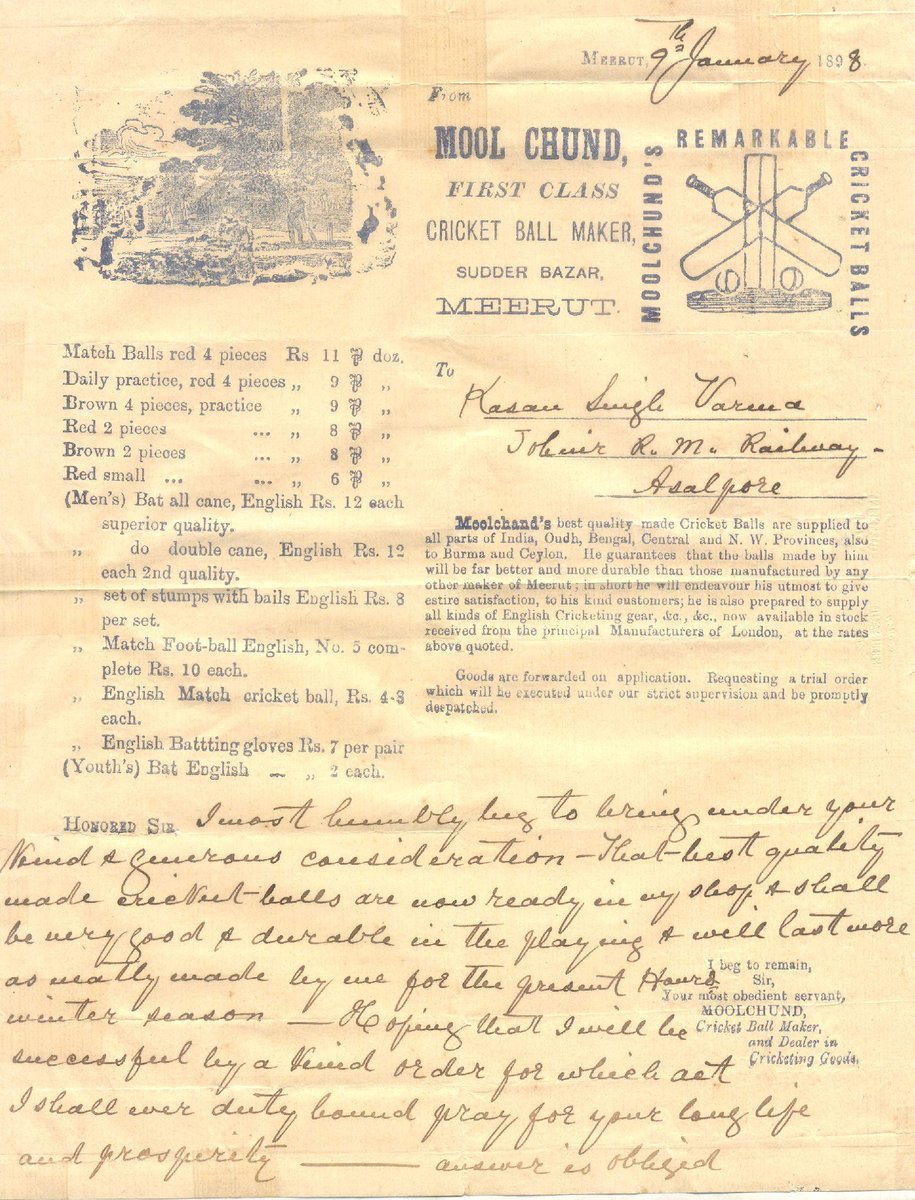 MEERUT, 9th January 1898
From
MOOL CHUND,
FIRST CLASS
CRICKET BALL MAKER,
SUDDER BAZAR,
MEERUT.
MOOLCHUND'S REMARKABLE CRICKET BALLS
Match Balls red 4 pieces Rs 11 ⅌ doz.
Daily practice, red 4 pieces „ 9 ⅌ „
Brown 4 pieces, practice „ 9 ⅌ „
Red 2 pieces ... „ 8 ⅌ „
Brown 2 pieces ... „ 8 ⅌ „
Red small ... ... „ 6 ⅌ „
(Men's) Bat all cane, English Rs. 12 each
superior quality.
„ do double cane, English Rs. 12
each 2nd quality.
„ set of stumps with bails English Rs. 8
per set.
„ Match Foot-ball English, No. 5 com-
plete Rs. 10 each.
„ English Match cricket ball, Rs. 4-8
each.
„ English Battting gloves Rs. 7 per pair
(Youth's) Bat English — „ 2 each.
To
Kasan Singh Varma
R. M. Railway -
Asalpore
Moolchand's best quality made Cricket Balls are supplied to
all parts of India, Oudh, Bengal, Central and N. W. Provinces, also
to Burma and Ceylon. He guarantees that the balls made by him
will be far better and more durable than those manufactured by any
other maker of Meerut; in short he will endeavour his utmost to give
estire satisfaction, to his kind customers; he is also prepared to supply
all kinds of English Cricketing gear, &c., &c., now available in stock
received from the principal Manufacturers of London, at the rates
above quoted.
Goods are forwarded on application. Requesting a trial order
which will be executed under our strict supervision and be promptly
despatched.
HONORED SIR I most humbly beg to bring under your
kind & generous consideration - that best quality
made cricket balls are now ready in my shop & shall
be very good & durable in the playing & will last more
as made by me for the present
winter season — Hoping that I will be
successful by a kind order for which act
I shall ever duty bound pray for your long life
and prosperity —— answer is obliged
I beg to remain,
Sir,
Your most obedient servant,
MOOLCHUND,
Cricket Ball Maker,
and Dealer in
Cricketing Goods.